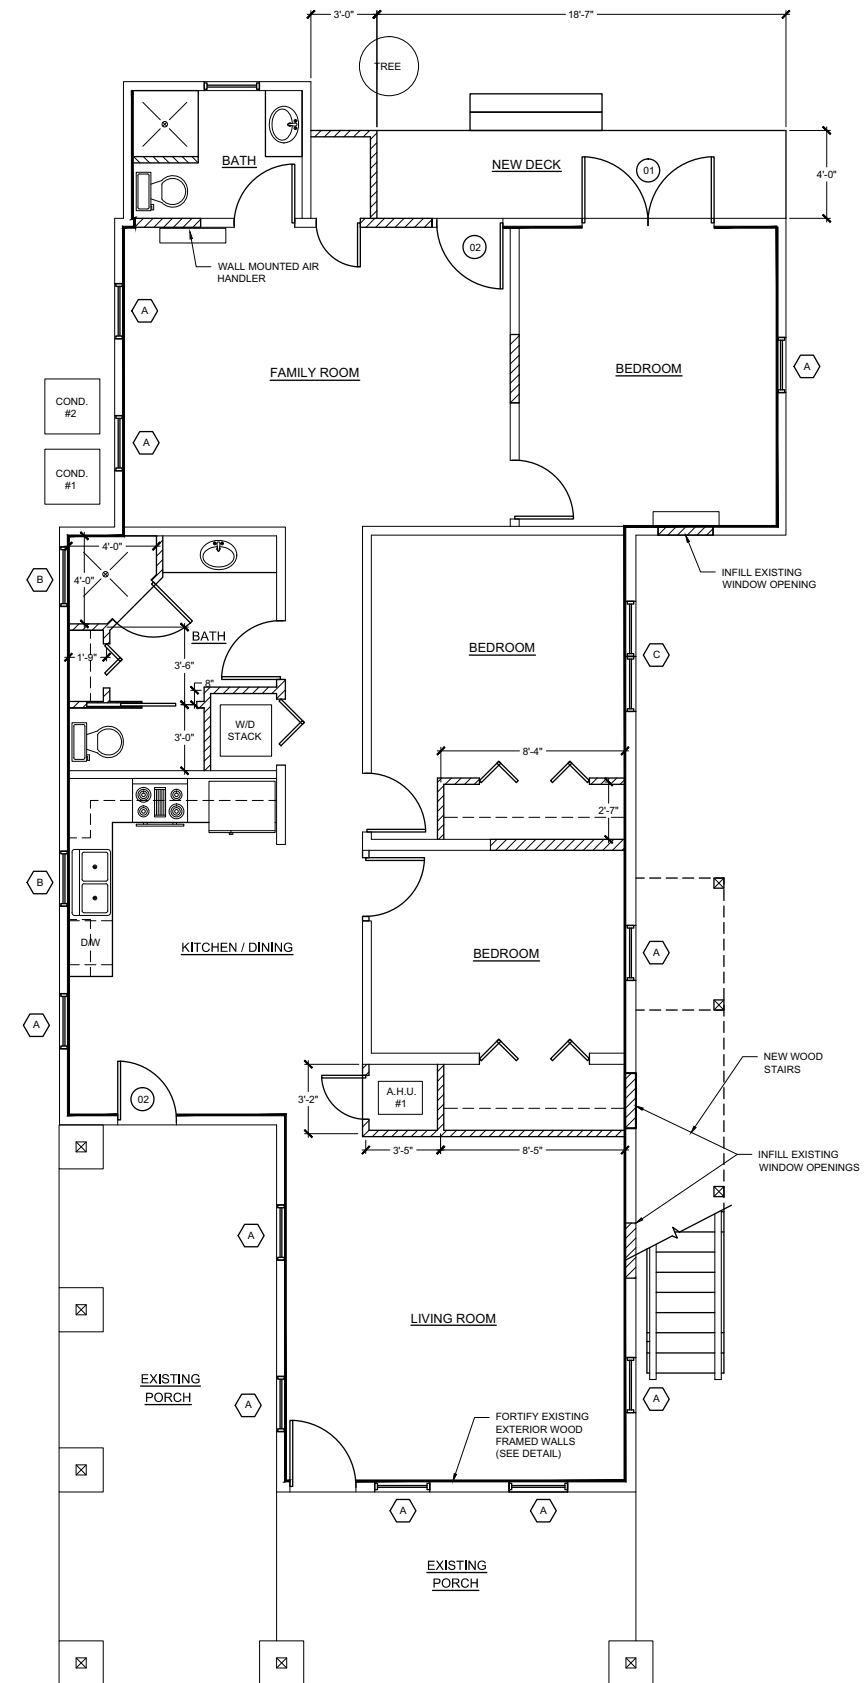 3'-0"
18'-7"
TREE
BATH
NEW DECK
01
4'-0"
02
WALL MOUNTED AIR
HANDLER
A
FAMILY ROOM
BEDROOM
A
COND.
#2
A
COND.
#1
4'-0"
4'-0"
B
INFILL EXISTING
WINDOW OPENING
BATH
BEDROOM
C
1'-9"
3'-6"
8"
W/D
STACK
3'-0"
8'-4"
2'-7"
B
D/W
KITCHEN / DINING
BEDROOM
A
A
NEW WOOD
STAIRS
02
3'-2"
A.H.U.
#1
3'-5"
8'-5"
INFILL EXISTING
WINDOW OPENINGS
A
LIVING ROOM
EXISTING
PORCH
A
A
FORTIFY EXISTING
EXTERIOR WOOD
FRAMED WALLS
(SEE DETAIL)
A
A
EXISTING
PORCH